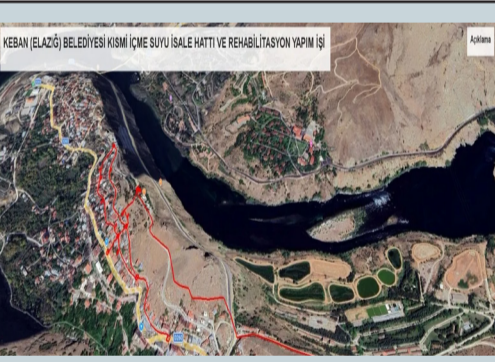 KEBAN (ELAZIĞ) BELEDİYESİ KISMİ İÇME SUYU İSALE HATTI VE REHABİLİTASYON YAPIM İŞİ
Açıklama